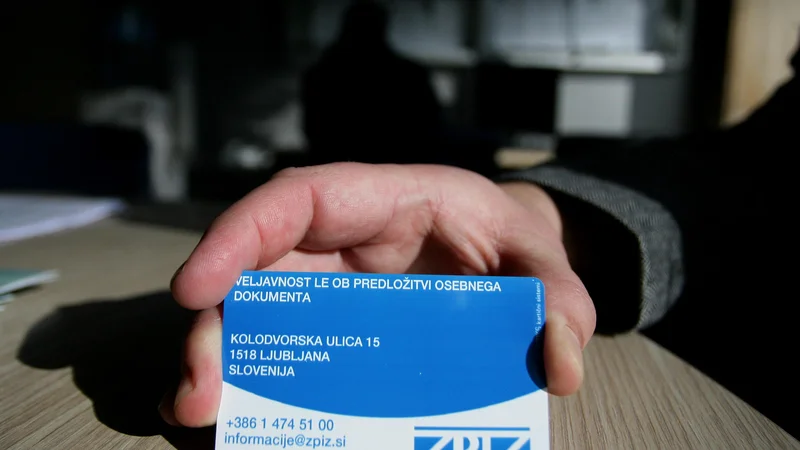 VELJAVNOST LE OB PREDLOŽITVI OSEBNEGA
DOKUMENTA
KOLODVORSKA ULICA 15
1518 LJUBLJANA
SLOVENIJA
+386 1 474 51 00
informacije@zpiz.si
ZPIZ